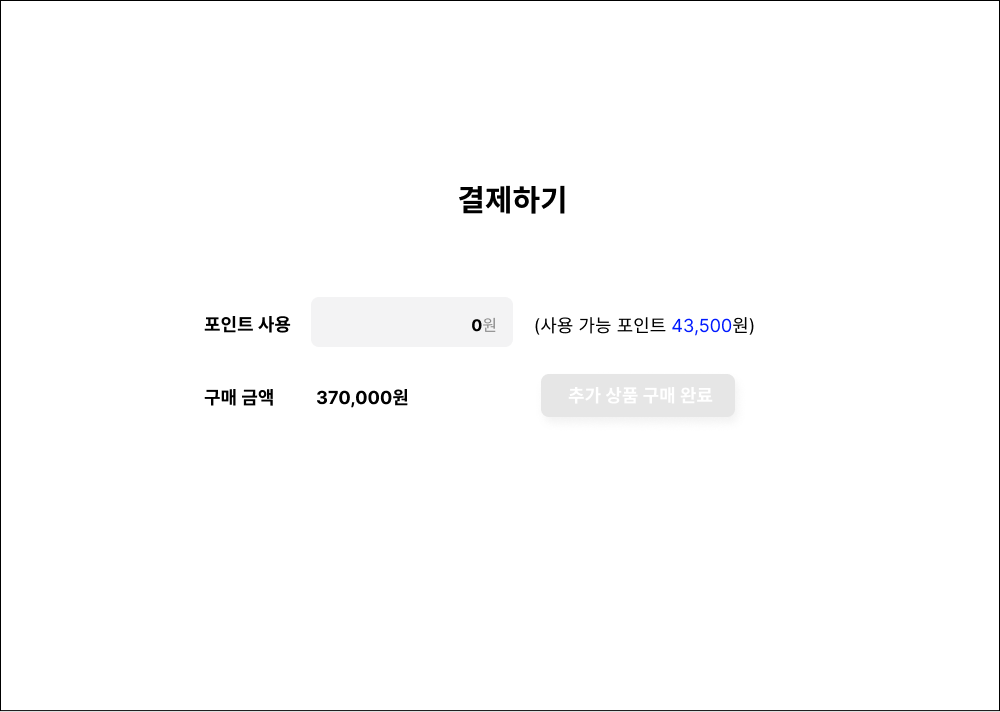 결제하기
포인트 사용 0원 (사용 가능 포인트 43,500원)
구매 금액 370,000원 추가 상품 구매 완료